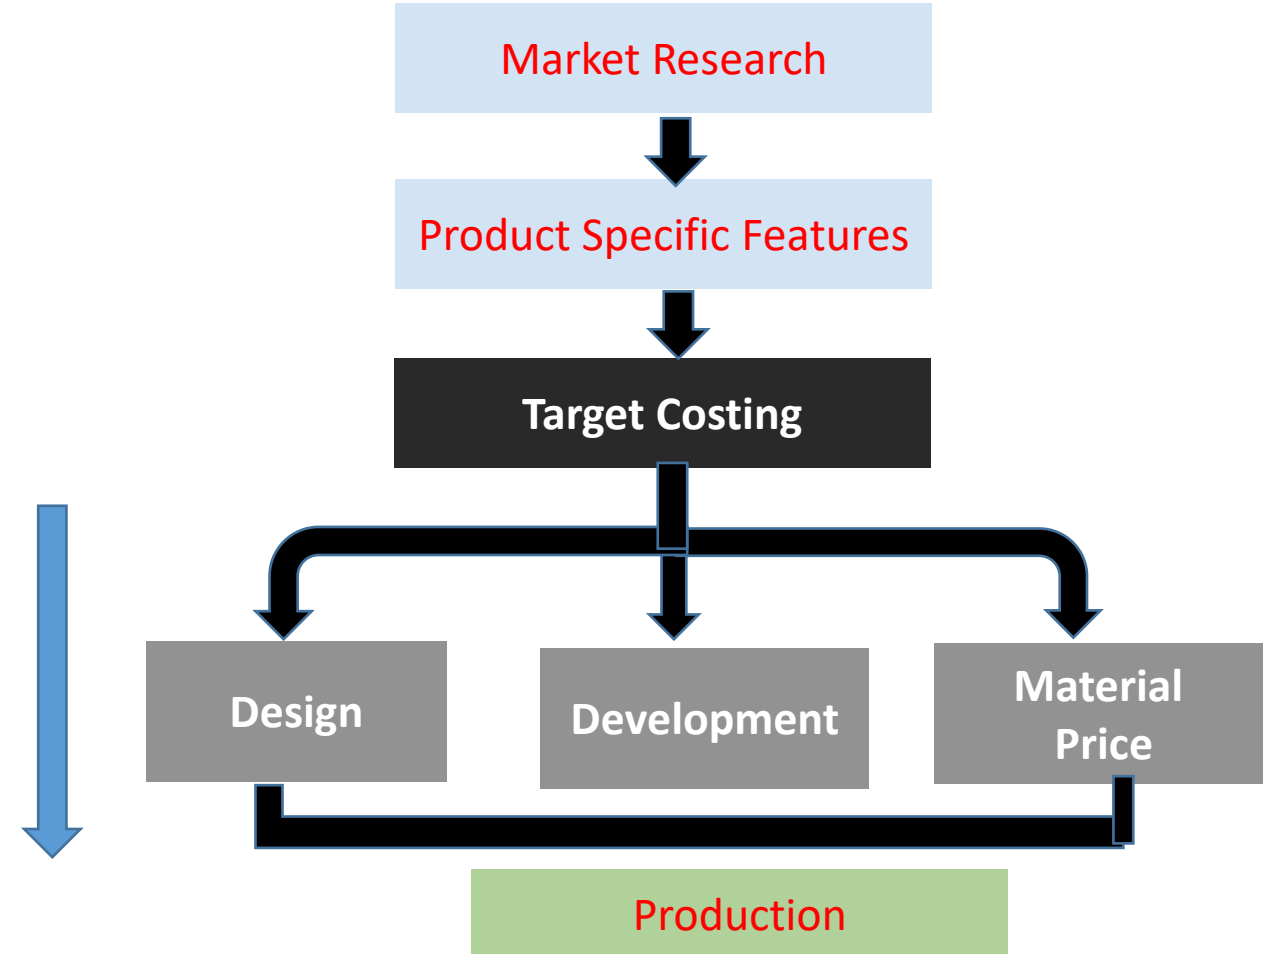 Market Research
Product Specific Features
Target Costing
Design
Development
Material
Price
Production